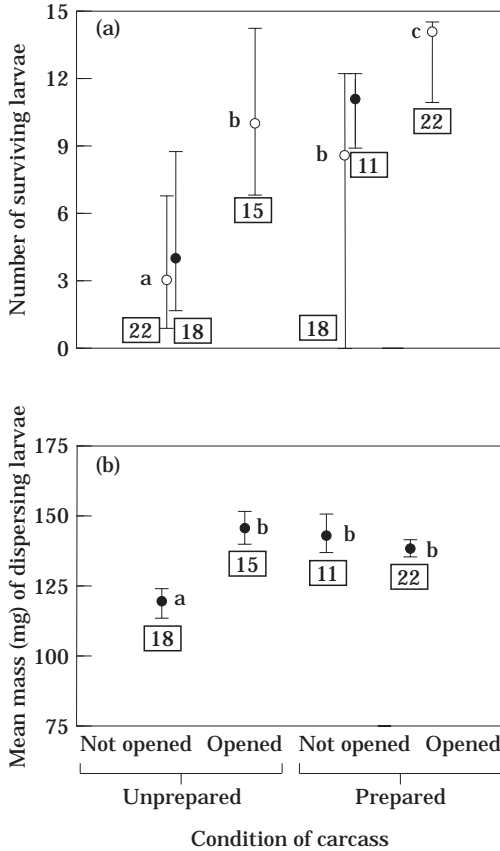 15
(a)
c
12
22
b
b
9
11
15
6
a
3
22
18
18
0
Number of surviving larvae
175
(b)
150
b
b
b
15
11
22
125
a
18
100
75
Mean mass (mg) of dispersing larvae
Not opened Opened Not opened Opened
Unprepared Prepared
Condition of carcass